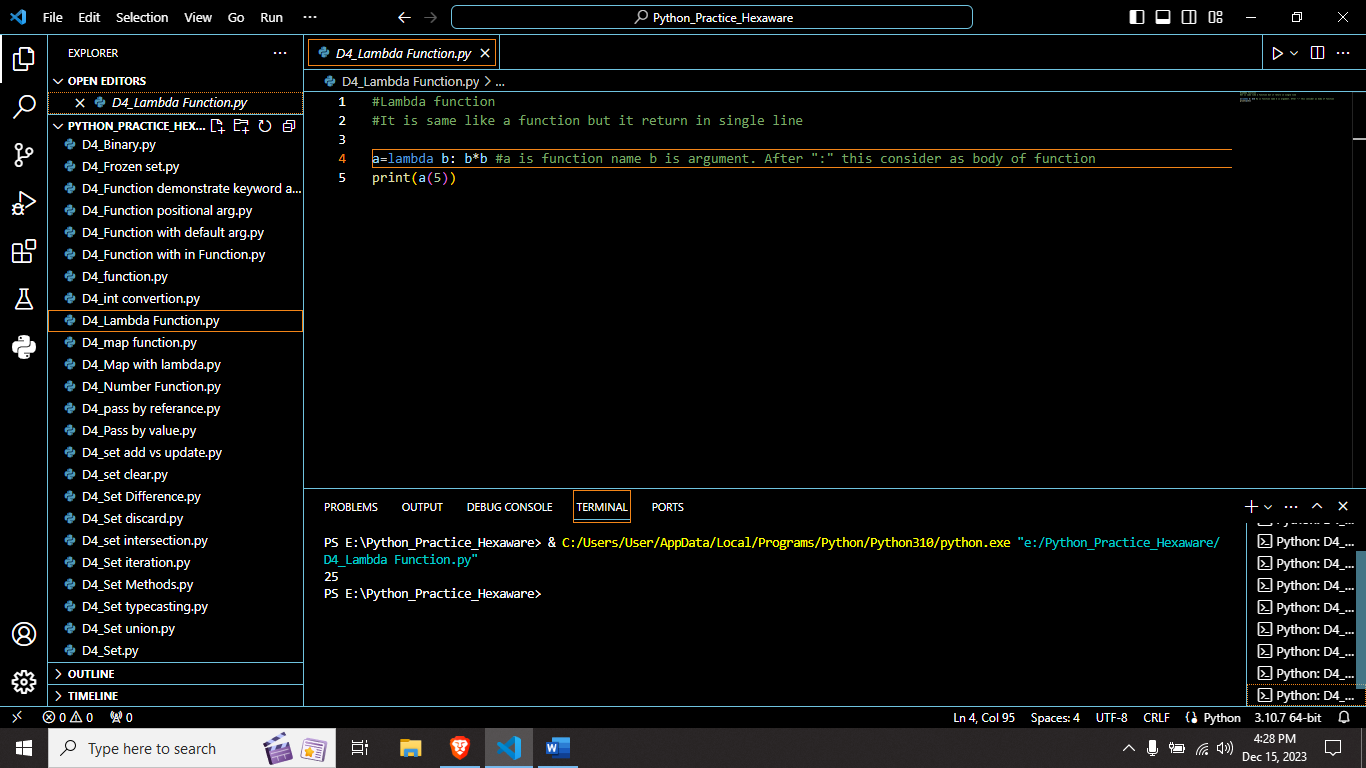 File Edit Selection View Go Run ··· Python_Practice_Hexaware
EXPLORER ···
OPEN EDITORS
D4_Lambda Function.py
PYTHON_PRACTICE_HEX...
D4_Binary.py
D4_Frozen set.py
D4_Function demonstrate keyword a...
D4_Function positional arg.py
D4_Function with default arg.py
D4_Function with in Function.py
D4_function.py
D4_int convertion.py
D4_Lambda Function.py
D4_map function.py
D4_Map with lambda.py
D4_Number Function.py
D4_pass by referance.py
D4_Pass by value.py
D4_set add vs update.py
D4_set clear.py
D4_Set Difference.py
D4_Set discard.py
D4_set intersection.py
D4_Set iteration.py
D4_Set Methods.py
D4_Set typecasting.py
D4_Set union.py
D4_Set.py
OUTLINE
TIMELINE
D4_Lambda Function.py
D4_Lambda Function.py > ...
1 #Lambda function
2 #It is same like a function but it return in single line
3
4 a=lambda b: b*b #a is function name b is argument. After ":" this consider as body of function
5 print(a(5))
PROBLEMS OUTPUT DEBUG CONSOLE TERMINAL PORTS
PS E:\Python_Practice_Hexaware> & C:/Users/User/AppData/Local/Programs/Python/Python310/python.exe "e:/Python_Practice_Hexaware/
D4_Lambda Function.py"
25
PS E:\Python_Practice_Hexaware>
Python: D4_...
Python: D4_...
Python: D4_...
Python: D4_...
Python: D4_...
Python: D4_...
Python: D4_...
Python: D4_...
0 0 0 Ln 4, Col 95 Spaces: 4 UTF-8 CRLF Python 3.10.7 64-bit
Type here to search
4:28 PM
Dec 15, 2023